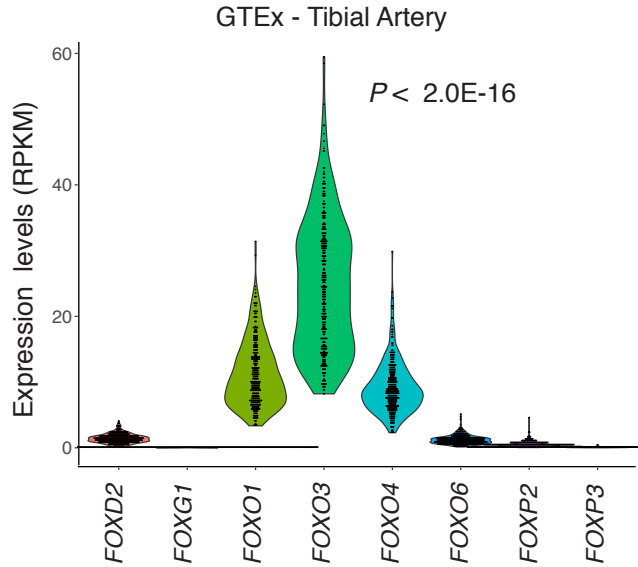 GTEx - Tibial Artery
P < 2.0E-16
Expression levels (RPKM)
60
40
20
0
FOXD2
FOXG1
FOXO1
FOXO3
FOXO4
FOXO6
FOXP2
FOXP3